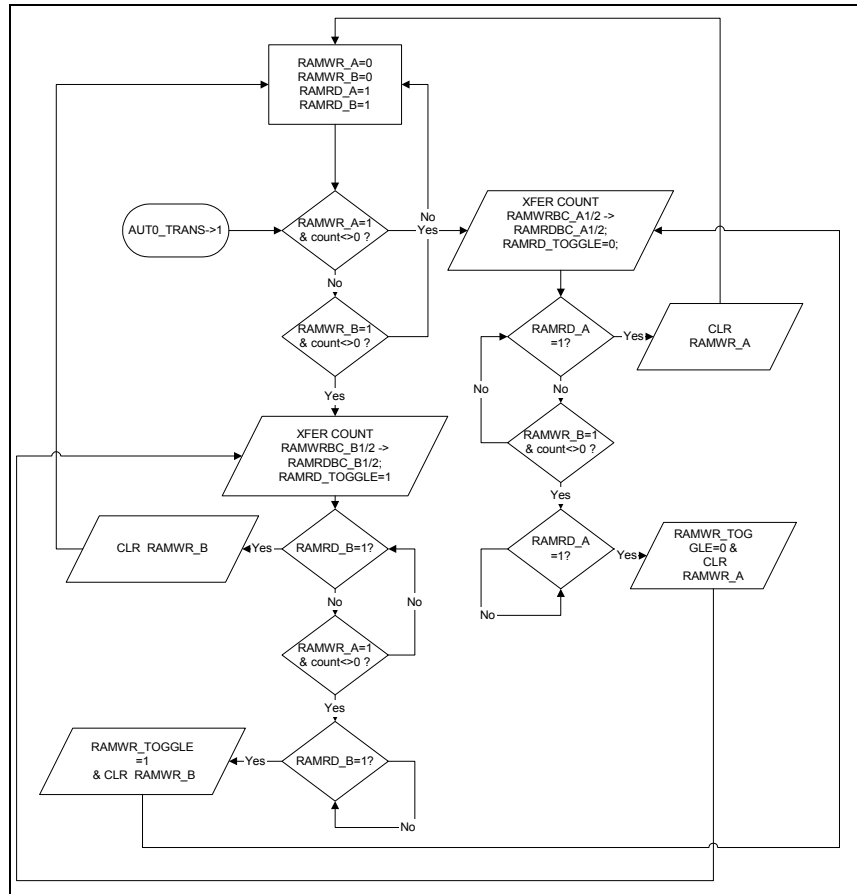 RAMWR_A=0
RAMWR_B=0
RAMRD_A=1
RAMRD_B=1
AUT0_TRANS->1
RAMWR_A=1
& count<>0 ?
No
Yes
XFER COUNT
RAMWRBC_A1/2 ->
RAMRDBC_A1/2;
RAMRD_TOGGLE=0;
No
RAMWR_B=1
& count<>0 ?
RAMRD_A
=1?
Yes
CLR
RAMWR_A
No
No
Yes
XFER COUNT
RAMWRBC_B1/2 ->
RAMRDBC_B1/2;
RAMRD_TOGGLE=1
RAMWR_B=1
& count<>0 ?
Yes
CLR RAMWR_B
Yes
RAMRD_B=1?
RAMRD_A
=1?
Yes
RAMWR_TOG
GLE=0 &
CLR
RAMWR_A
No
No
No
RAMWR_A=1
& count<>0 ?
Yes
RAMWR_TOGGLE
=1
& CLR RAMWR_B
Yes
RAMRD_B=1?
No